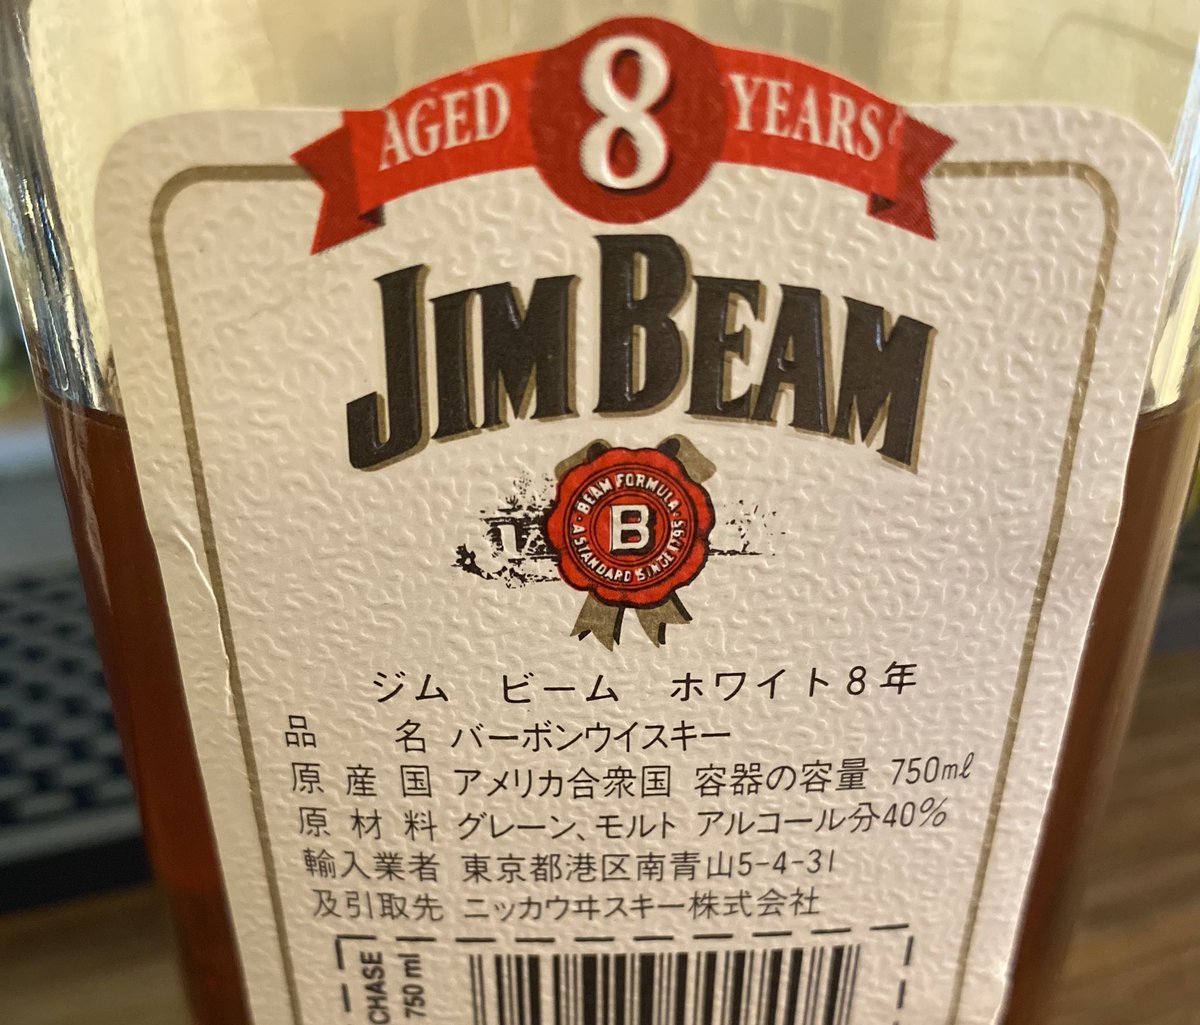 AGED 8 YEARS
JIM BEAM
BEAM FORMULA
B
A STANDARD SINCE 1795
ジム ビーム ホワイト8年
品名 バーボンウイスキー
原産国 アメリカ合衆国 容器の容量 750ml
原材料 グレーン、モルト アルコール分40%
輸入業者 東京都港区南青山5-4-31
及引取先 ニッカウヰスキー株式会社
CHASE
750 ml